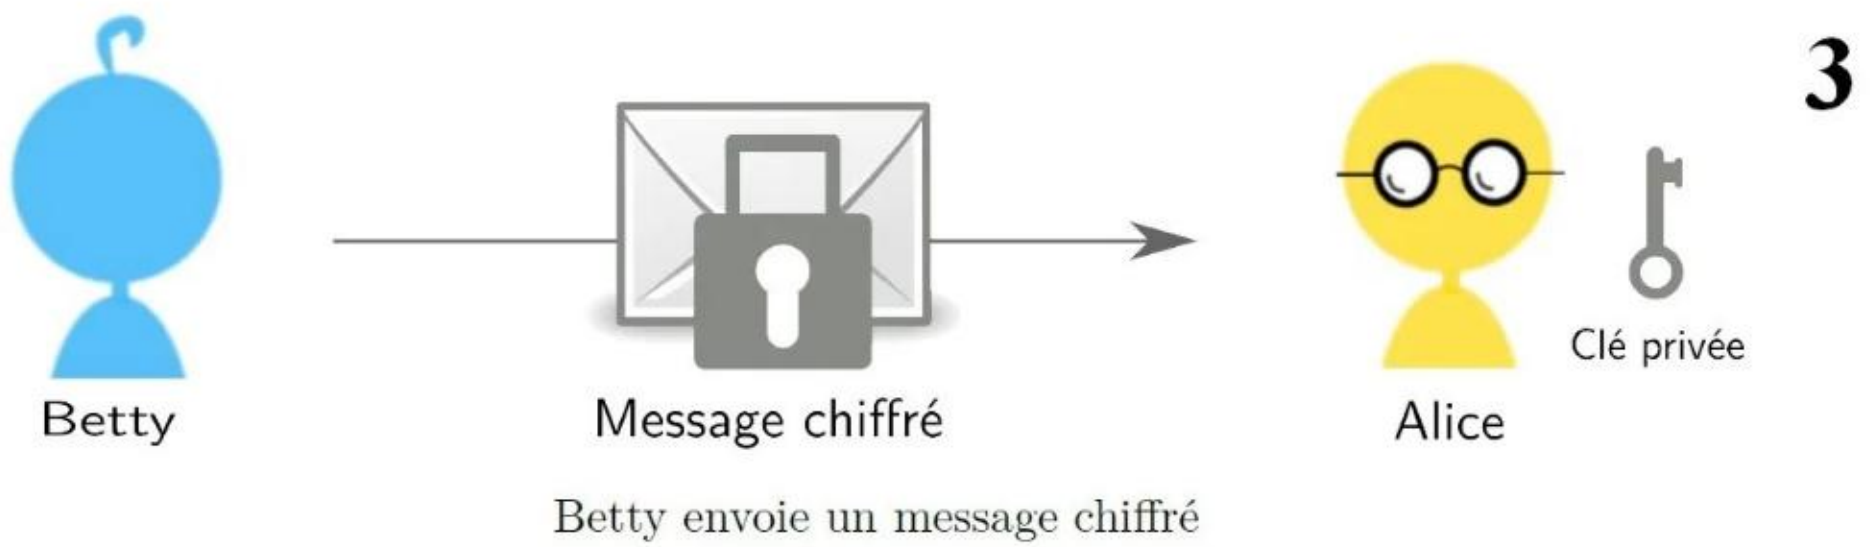 3
Clé privée
Betty
Message chiffré
Alice
Betty envoie un message chiffré